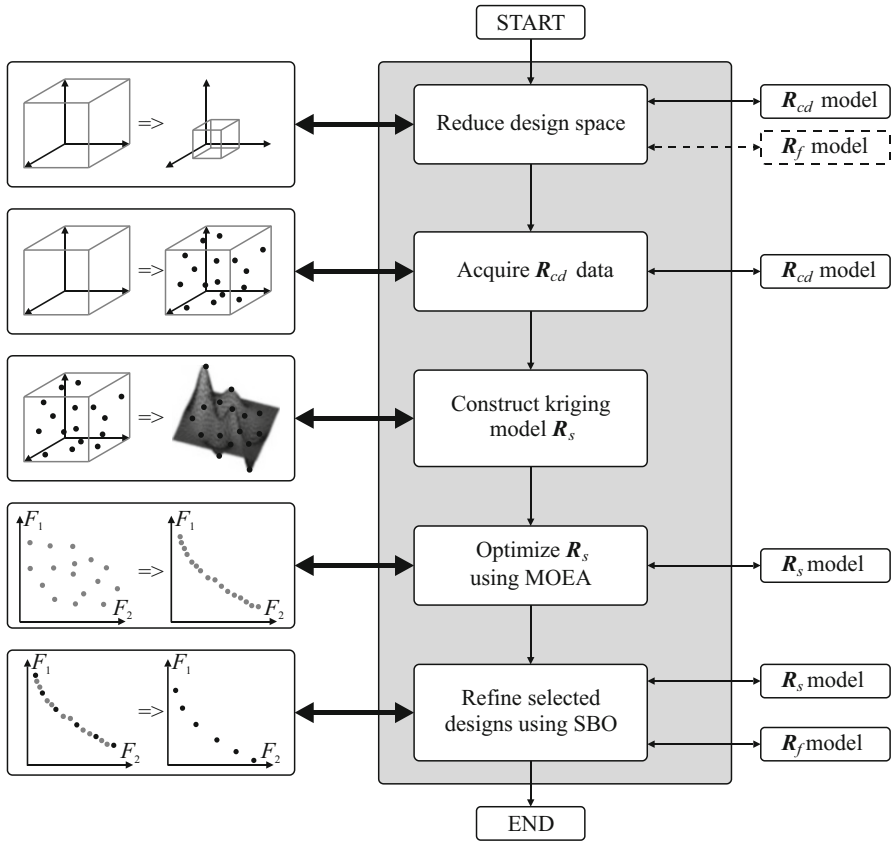 START
=>
Reduce design space
R_cd model
R_f model
=>
Acquire R_cd data
R_cd model
=>
Construct kriging
model R_s
F_1
F_2
=>
F_1
F_2
Optimize R_s
using MOEA
R_s model
F_1
F_2
=>
F_1
F_2
Refine selected
designs using SBO
R_s model
R_f model
END